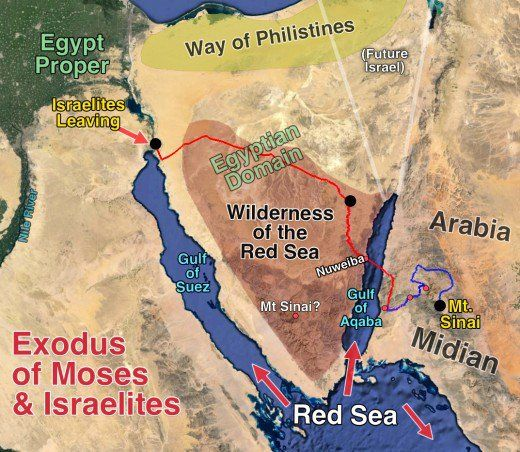 Way of Philistines
Egypt
Proper
(Future
Israel)
Israelites
Leaving
Egyptian
Domain
Nile River
Wilderness
of the
Red Sea
Arabia
Gulf
of
Suez
Nuweiba
Mt Sinai?
Gulf
of
Aqaba
Mt.
Sinai
Midian
Exodus
of Moses
& Israelites
Red Sea